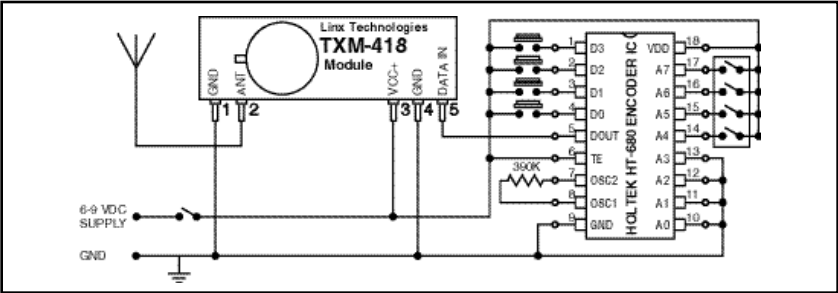 Linx Technologies
TXM-418
Module
GND
ANT
VCC+
GND
DATA IN
1 2 3 4 5
HOLTEK HT-680 ENCODER IC
1 D3 VDD 18
2 D2 A7 17
3 D1 A6 16
4 D0 A5 15
5 DOUT A4 14
6 TE A3 13
390K
7 OSC2 A2 12
8 OSC1 A1 11
9 GND A0 10
6-9 VDC
SUPPLY
GND